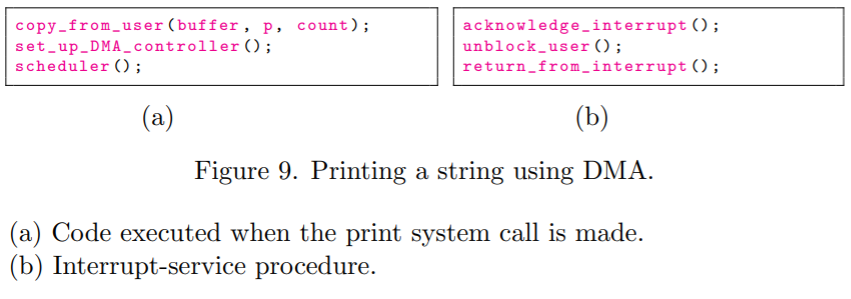 copy_from_user(buffer, p, count);
set_up_DMA_controller();
scheduler();
acknowledge_interrupt();
unblock_user();
return_from_interrupt();
(a)
(b)
Figure 9. Printing a string using DMA.
(a) Code executed when the print system call is made.
(b) Interrupt-service procedure.